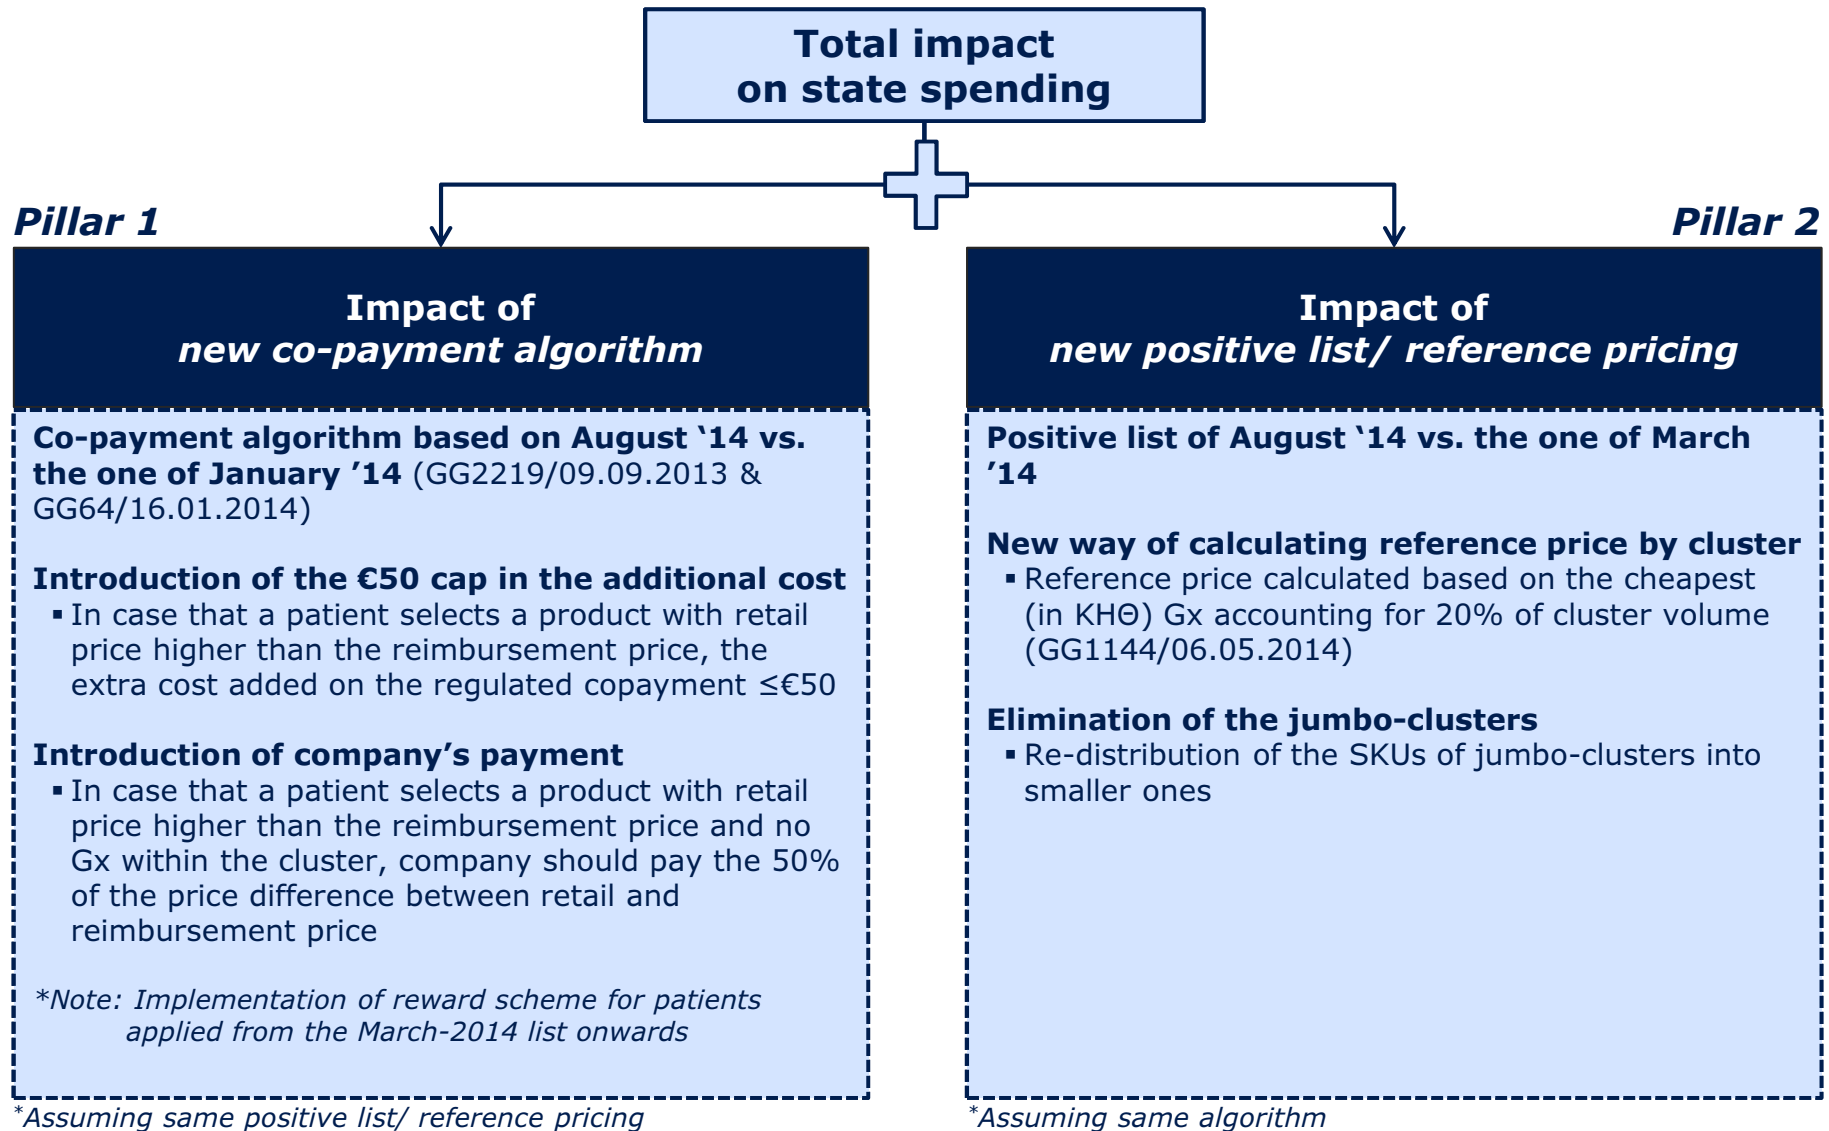 Total impact
on state spending
Pillar 1
Pillar 2
Impact of
new co-payment algorithm
Co-payment algorithm based on August ‘14 vs.
the one of January ’14 (GG2219/09.09.2013 &
GG64/16.01.2014)
Introduction of the €50 cap in the additional cost
▪ In case that a patient selects a product with retail
price higher than the reimbursement price, the
extra cost added on the regulated copayment ≤€50
Introduction of company’s payment
▪ In case that a patient selects a product with retail
price higher than the reimbursement price and no
Gx within the cluster, company should pay the 50%
of the price difference between retail and
reimbursement price
*Note: Implementation of reward scheme for patients
applied from the March-2014 list onwards
*Assuming same positive list/ reference pricing
Impact of
new positive list/ reference pricing
Positive list of August ‘14 vs. the one of March
’14
New way of calculating reference price by cluster
▪ Reference price calculated based on the cheapest
(in ΚΗΘ) Gx accounting for 20% of cluster volume
(GG1144/06.05.2014)
Elimination of the jumbo-clusters
▪ Re-distribution of the SKUs of jumbo-clusters into
smaller ones
*Assuming same algorithm